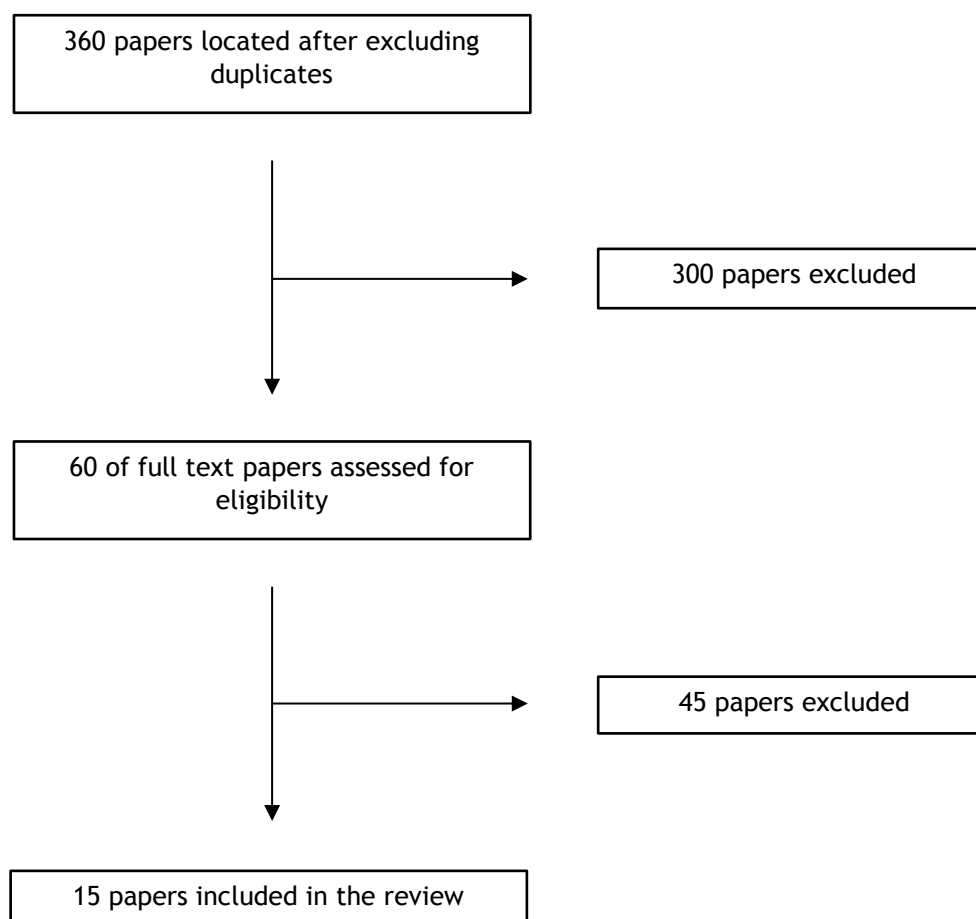 360 papers located after excluding
duplicates
300 papers excluded
60 of full text papers assessed for
eligibility
45 papers excluded
15 papers included in the review